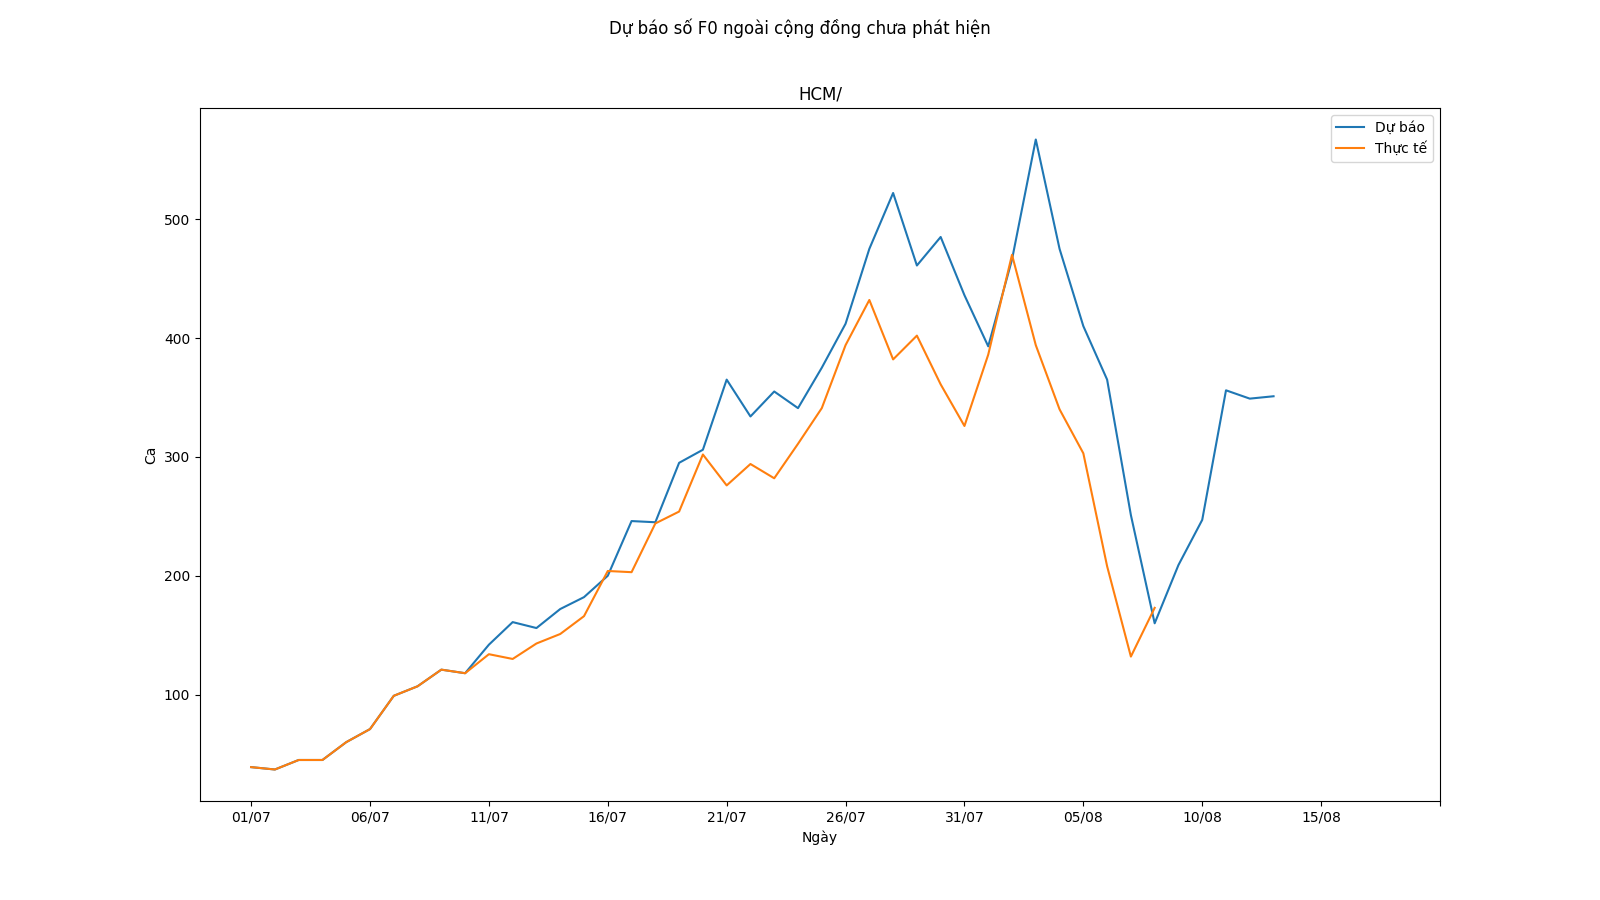 Dự báo số F0 ngoài cộng đồng chưa phát hiện
HCM/
Dự báo
Thực tế
500
400
300
200
100
Ca
01/07 06/07 11/07 16/07 21/07 26/07 31/07 05/08 10/08 15/08
Ngày